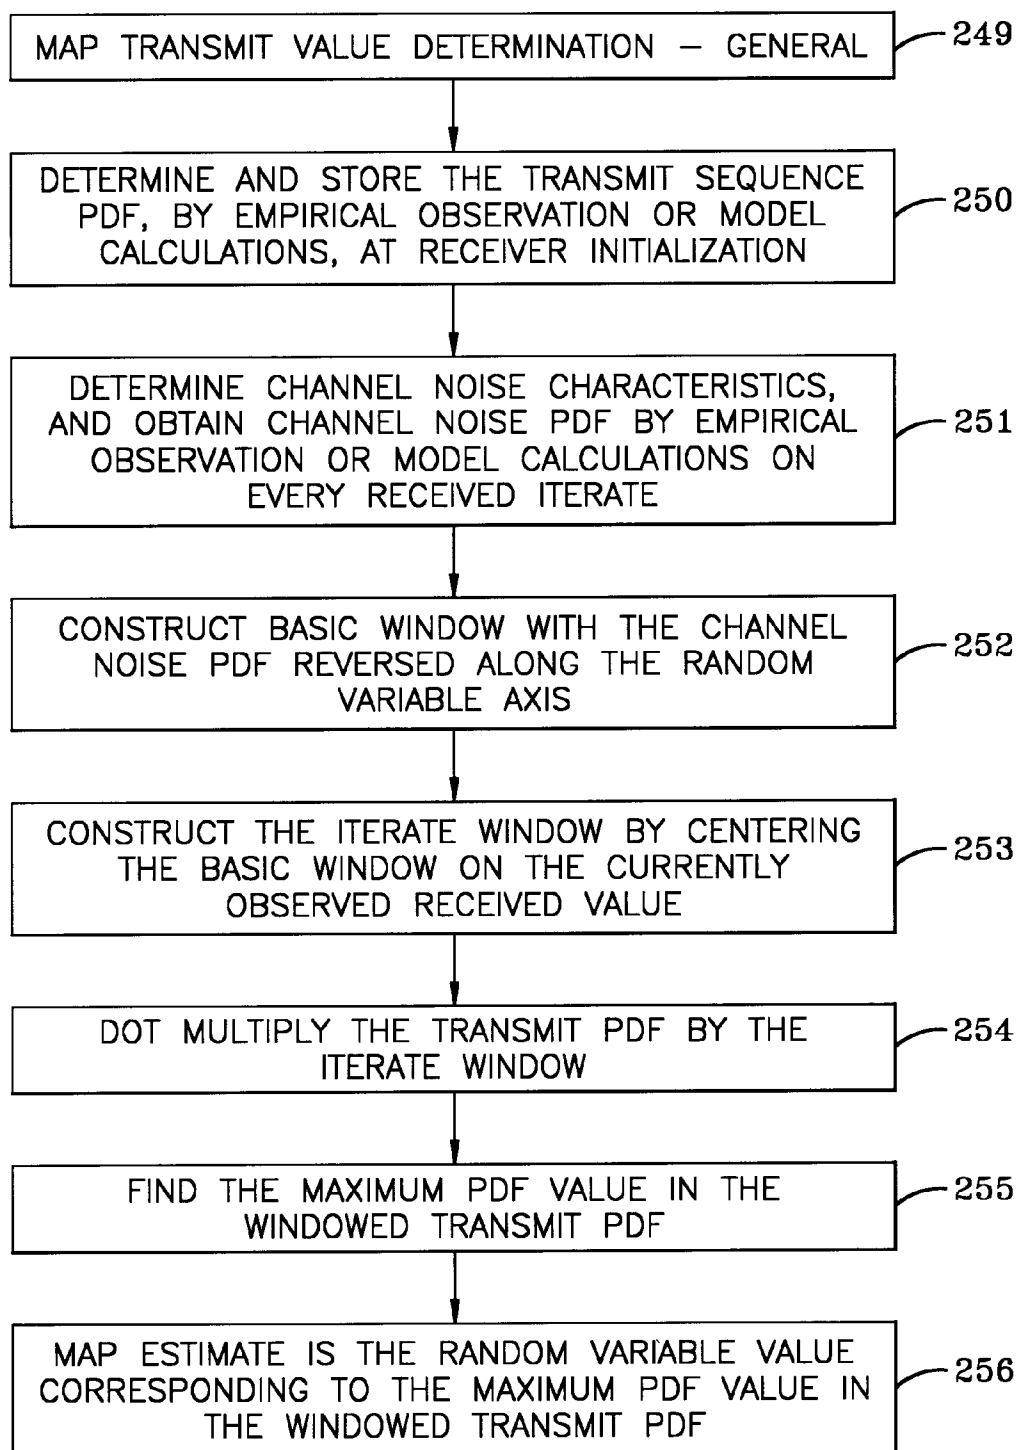 MAP TRANSMIT VALUE DETERMINATION – GENERAL
249
DETERMINE AND STORE THE TRANSMIT SEQUENCE
PDF, BY EMPIRICAL OBSERVATION OR MODEL
CALCULATIONS, AT RECEIVER INITIALIZATION
250
DETERMINE CHANNEL NOISE CHARACTERISTICS,
AND OBTAIN CHANNEL NOISE PDF BY EMPIRICAL
OBSERVATION OR MODEL CALCULATIONS ON
EVERY RECEIVED ITERATE
251
CONSTRUCT BASIC WINDOW WITH THE CHANNEL
NOISE PDF REVERSED ALONG THE RANDOM
VARIABLE AXIS
252
CONSTRUCT THE ITERATE WINDOW BY CENTERING
THE BASIC WINDOW ON THE CURRENTLY
OBSERVED RECEIVED VALUE
253
DOT MULTIPLY THE TRANSMIT PDF BY THE
ITERATE WINDOW
254
FIND THE MAXIMUM PDF VALUE IN THE
WINDOWED TRANSMIT PDF
255
MAP ESTIMATE IS THE RANDOM VARIABLE VALUE
CORRESPONDING TO THE MAXIMUM PDF VALUE IN
THE WINDOWED TRANSMIT PDF
256